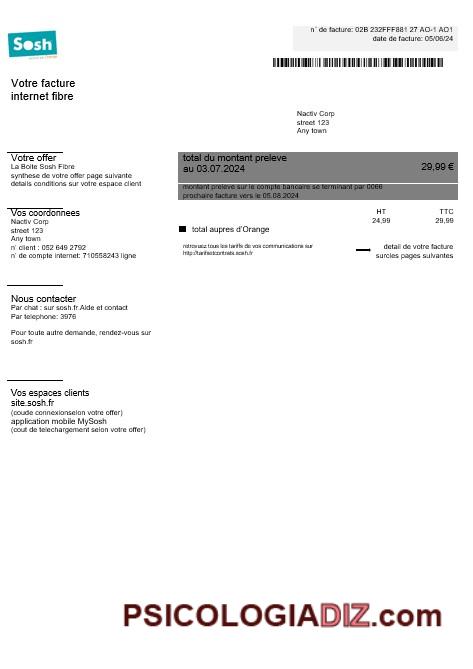 Sosh
n° de facture: 02B 232FFF881 27 AO-1 AO1
date de facture: 05/06/24
Votre facture
internet fibre
Nactiv Corp
street 123
Any town
Votre offer
La Boite Sosh Fibre
synthese de votre offer page suivante
details conditions sur votre espace client
total du montant preleve
au 03.07.2024
29,99 €
montant preleve sur le compte bancaire se terminant par 0066
prochaine facture vers le 05.08.2024
Vos coordonnees
Nactiv Corp
street 123
Any town
n° client : 052 649 2792
n° de compte internet: 710558243 ligne
HT TTC
24,99 29,99
total aupres d'Orange
retrouvez tous les tarifs de vos communications sur
http://tarifsetcontrats.sosh.fr
detail de votre facture
surcies pages suivantes
Nous contacter
Par chat : sur sosh.fr.Aide et contact
Par telephone: 3976
Pour toute autre demande, rendez-vous sur
sosh.fr
Vos espaces clients
site.sosh.fr
(coude connexionselon votre offer)
application mobile MySosh
(cout de telechargement selon votre offer)
PSICOLOGIADIZ.com